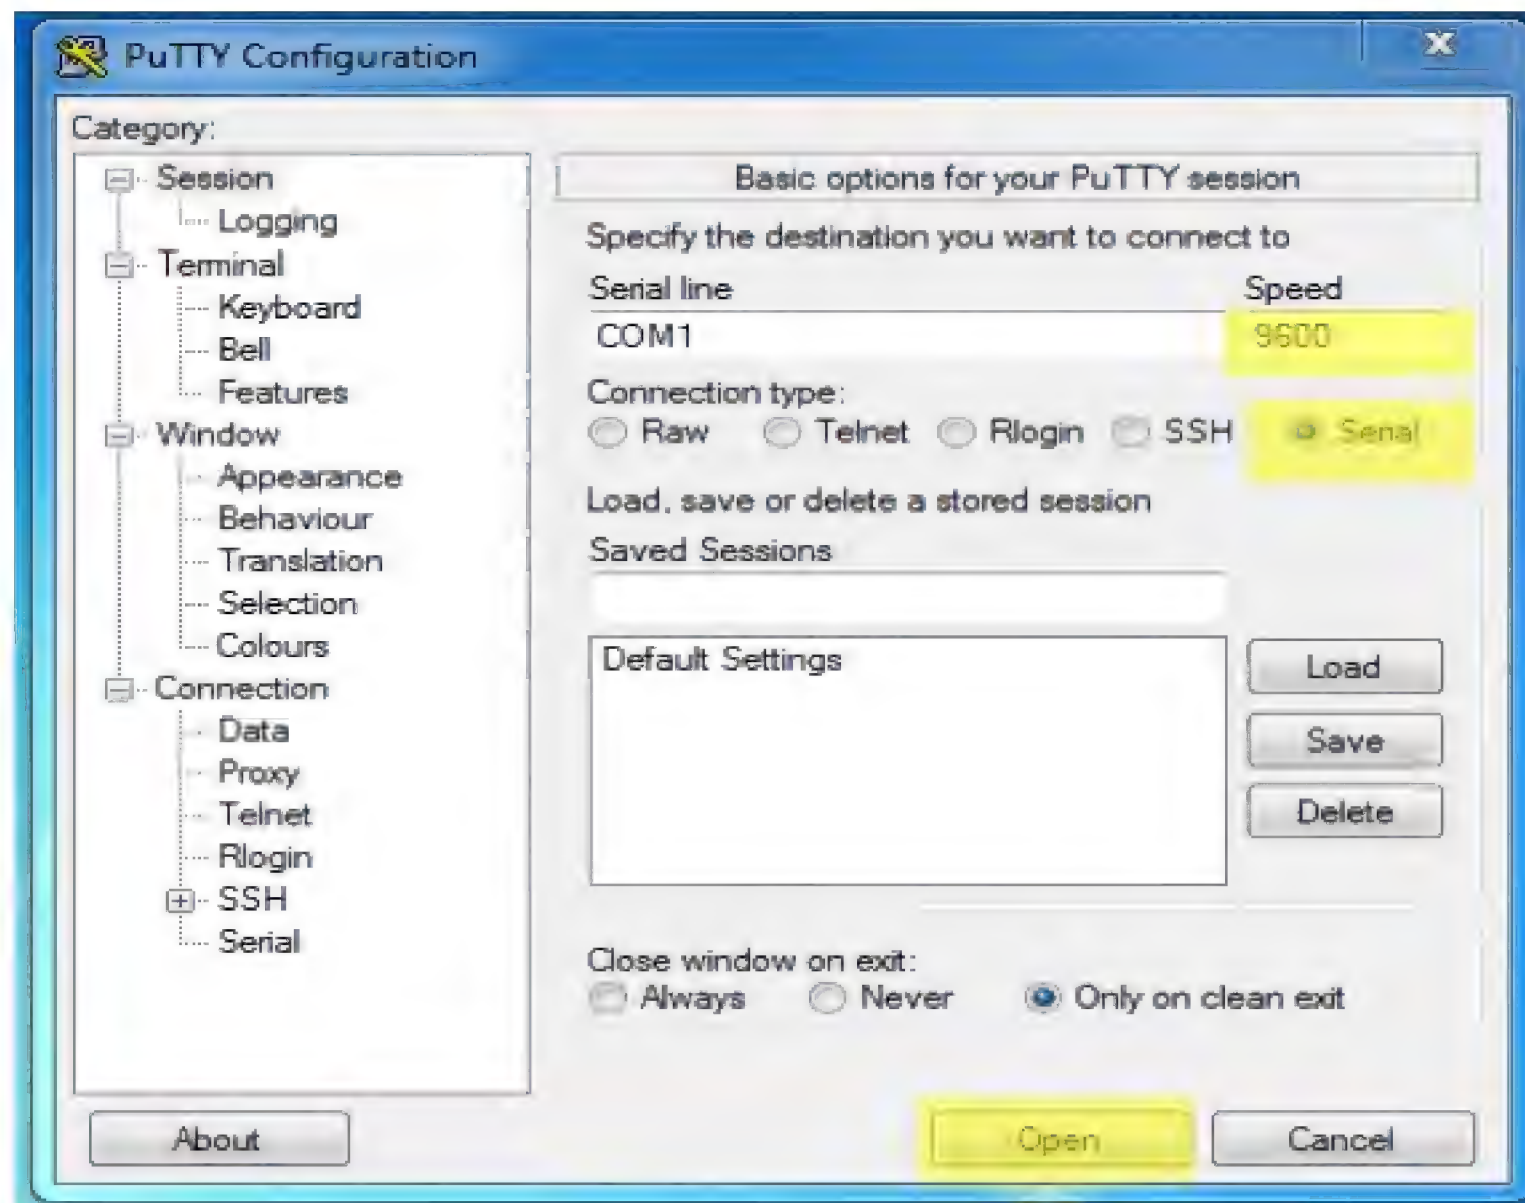 PuTTY Configuration
Category:
Session
Logging
Terminal
Keyboard
Bell
Features
Window
Appearance
Behaviour
Translation
Selection
Colours
Connection
Data
Proxy
Telnet
Rlogin
SSH
Serial
Basic options for your PuTTY session
Specify the destination you want to connect to
Serial line Speed
COM1 9600
Connection type:
Raw Telnet Rlogin SSH Serial
Load, save or delete a stored session
Saved Sessions
Default Settings
Load
Save
Delete
Close window on exit:
Always Never Only on clean exit
About Open Cancel